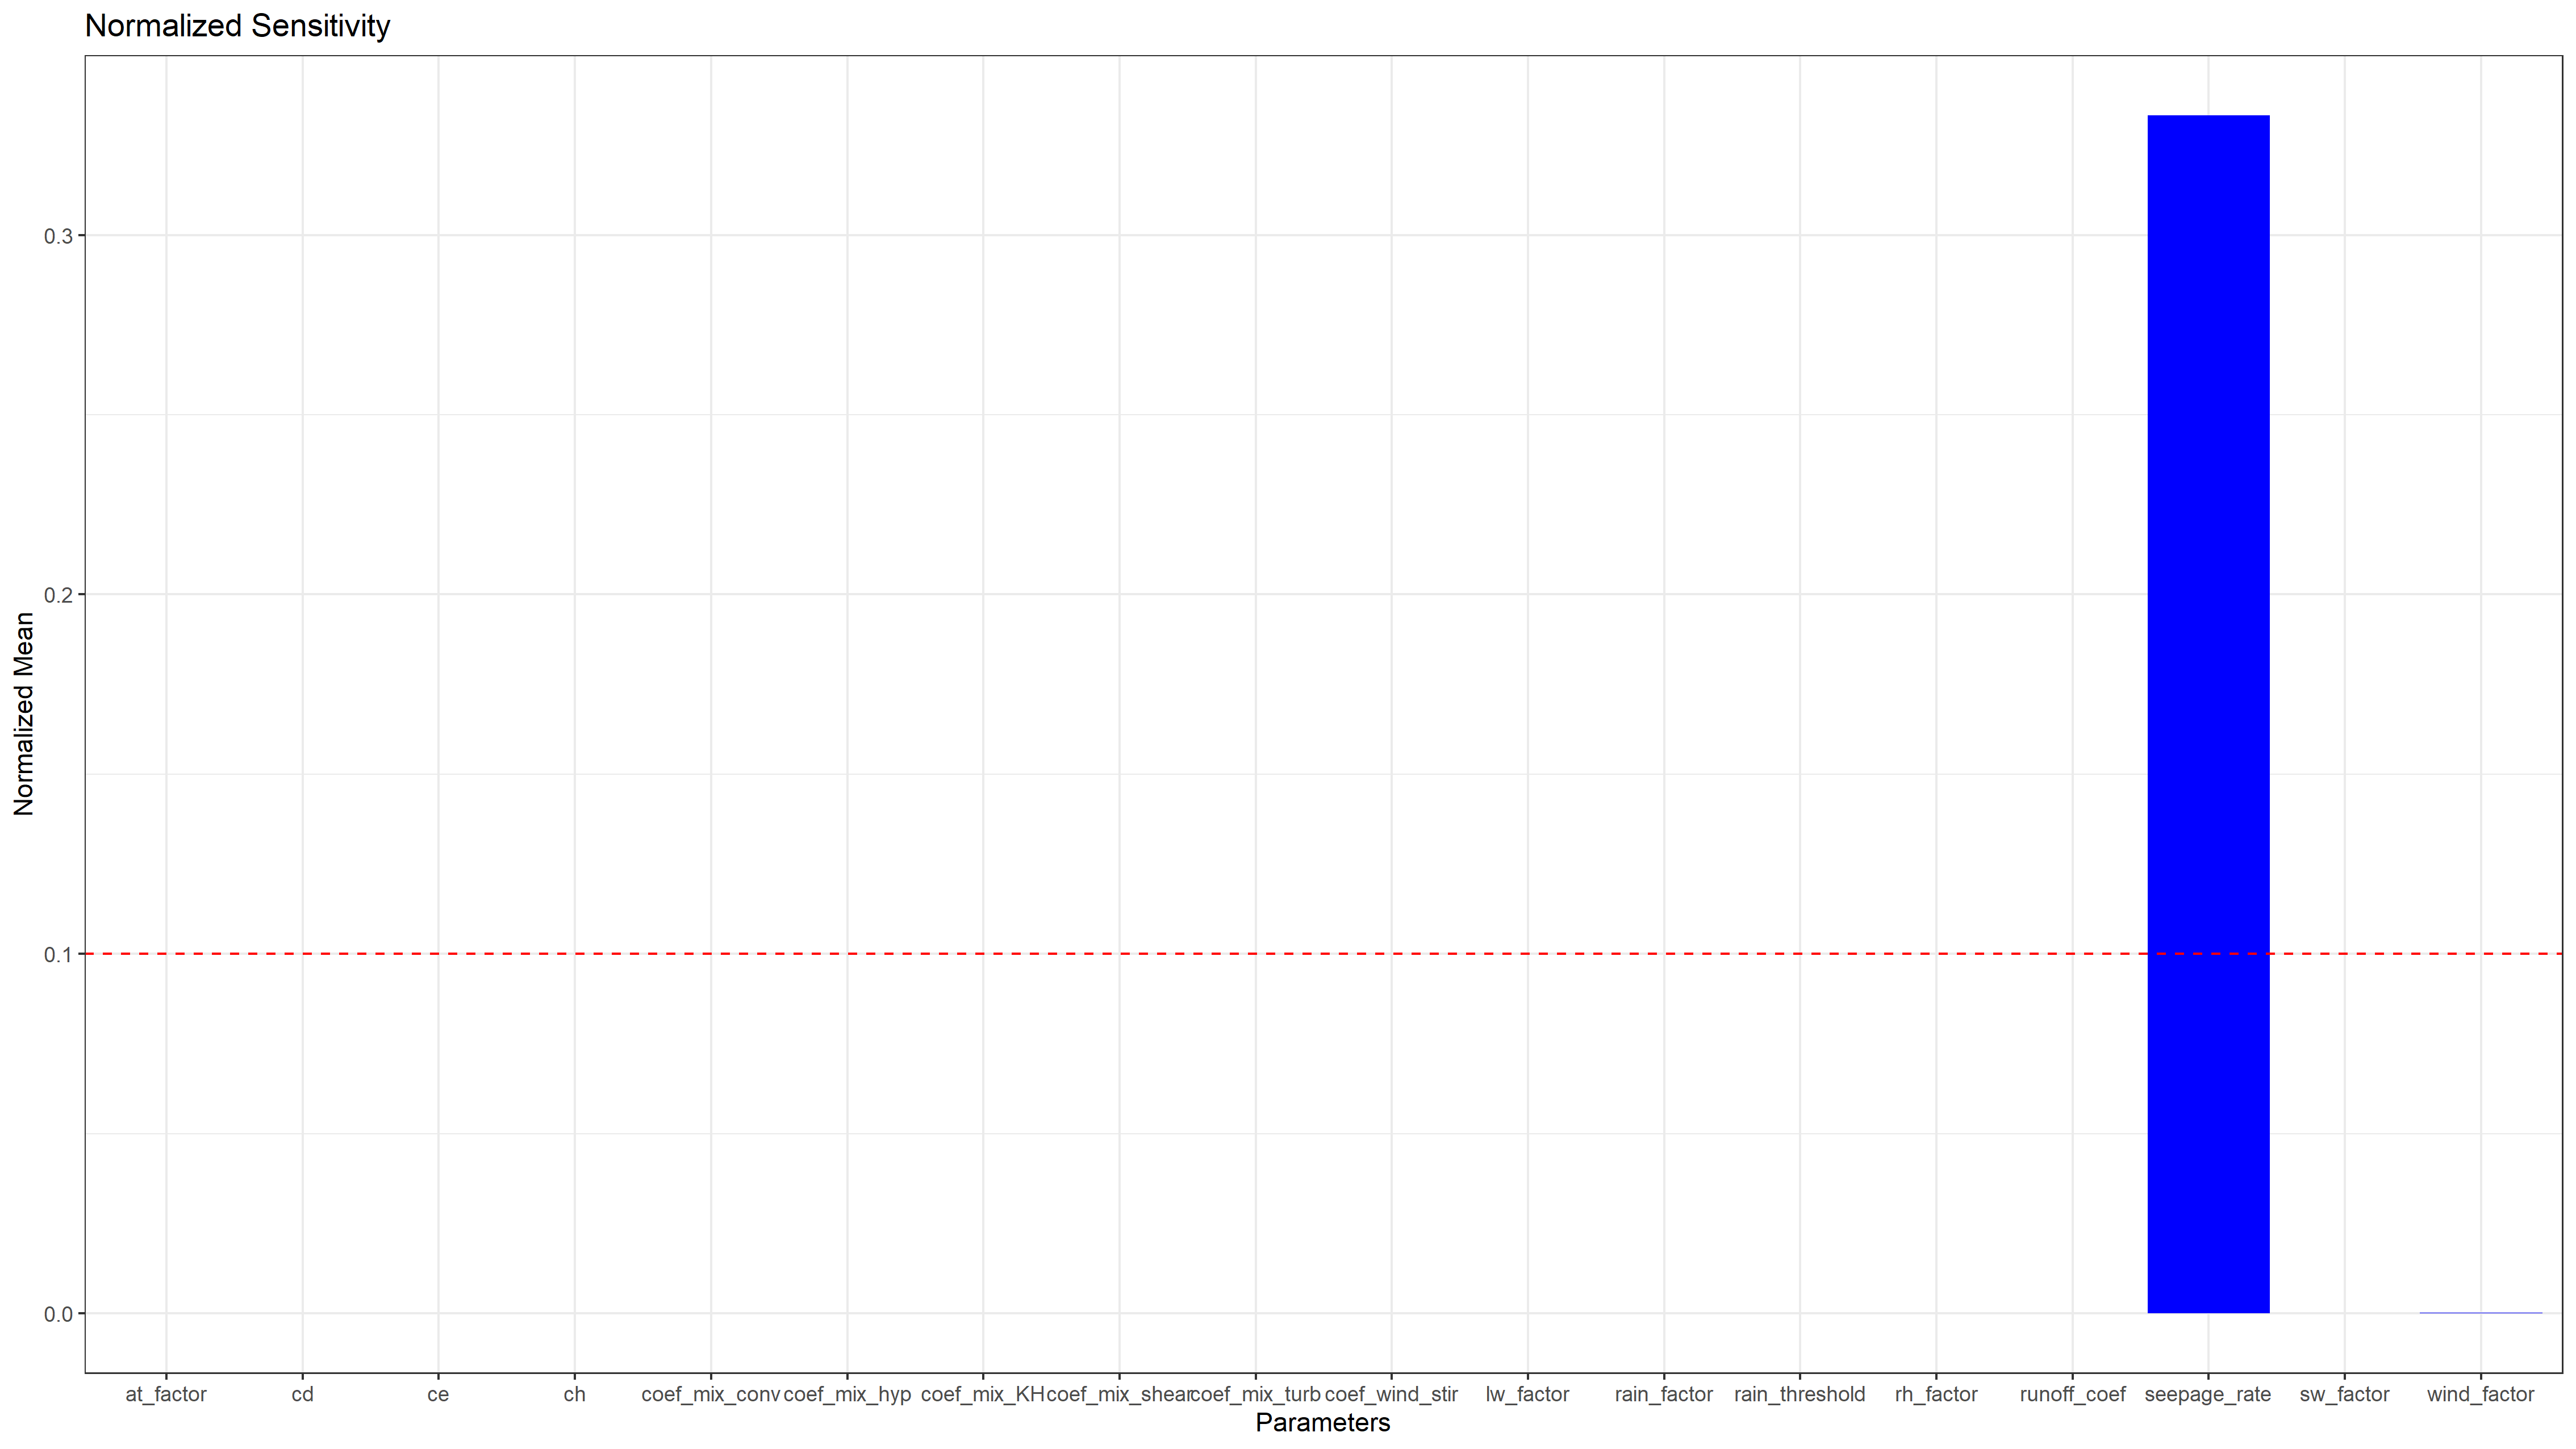 Normalized Sensitivity
Normalized Mean
0.3
0.2
0.1
0.0
at_factor cd ce ch coef_mix_conv coef_mix_hyp coef_mix_KH coef_mix_shear coef_mix_turb coef_wind_stir lw_factor rain_factor rain_threshold rh_factor runoff_coef seepage_rate sw_factor wind_factor
Parameters